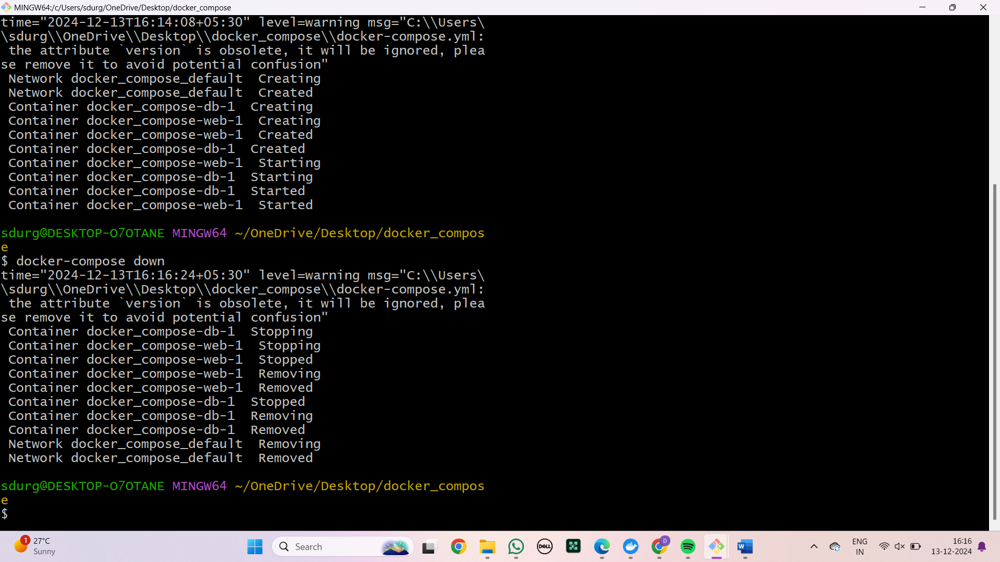 MINGW64:/c/Users/sdurg/OneDrive/Desktop/docker_compose
time="2024-12-13T16:14:08+05:30" level=warning msg="C:\\Users\
\sdurg\\OneDrive\\Desktop\\docker_compose\\docker-compose.yml:
 the attribute `version` is obsolete, it will be ignored, plea
se remove it to avoid potential confusion"
 Network docker_compose_default  Creating
 Network docker_compose_default  Created
 Container docker_compose-db-1  Creating
 Container docker_compose-web-1  Creating
 Container docker_compose-web-1  Created
 Container docker_compose-db-1  Created
 Container docker_compose-web-1  Starting
 Container docker_compose-db-1  Starting
 Container docker_compose-db-1  Started
 Container docker_compose-web-1  Started
sdurg@DESKTOP-O7OTANE MINGW64 ~/OneDrive/Desktop/docker_compos
e
$ docker-compose down
time="2024-12-13T16:16:24+05:30" level=warning msg="C:\\Users\
\sdurg\\OneDrive\\Desktop\\docker_compose\\docker-compose.yml:
 the attribute `version` is obsolete, it will be ignored, plea
se remove it to avoid potential confusion"
 Container docker_compose-db-1  Stopping
 Container docker_compose-web-1  Stopping
 Container docker_compose-web-1  Stopped
 Container docker_compose-web-1  Removing
 Container docker_compose-web-1  Removed
 Container docker_compose-db-1  Stopped
 Container docker_compose-db-1  Removing
 Container docker_compose-db-1  Removed
 Network docker_compose_default  Removing
 Network docker_compose_default  Removed
sdurg@DESKTOP-O7OTANE MINGW64 ~/OneDrive/Desktop/docker_compos
e
$
1
27°C
Sunny
Search
DELL
D
W
ENG
IN
16:16
13-12-2024